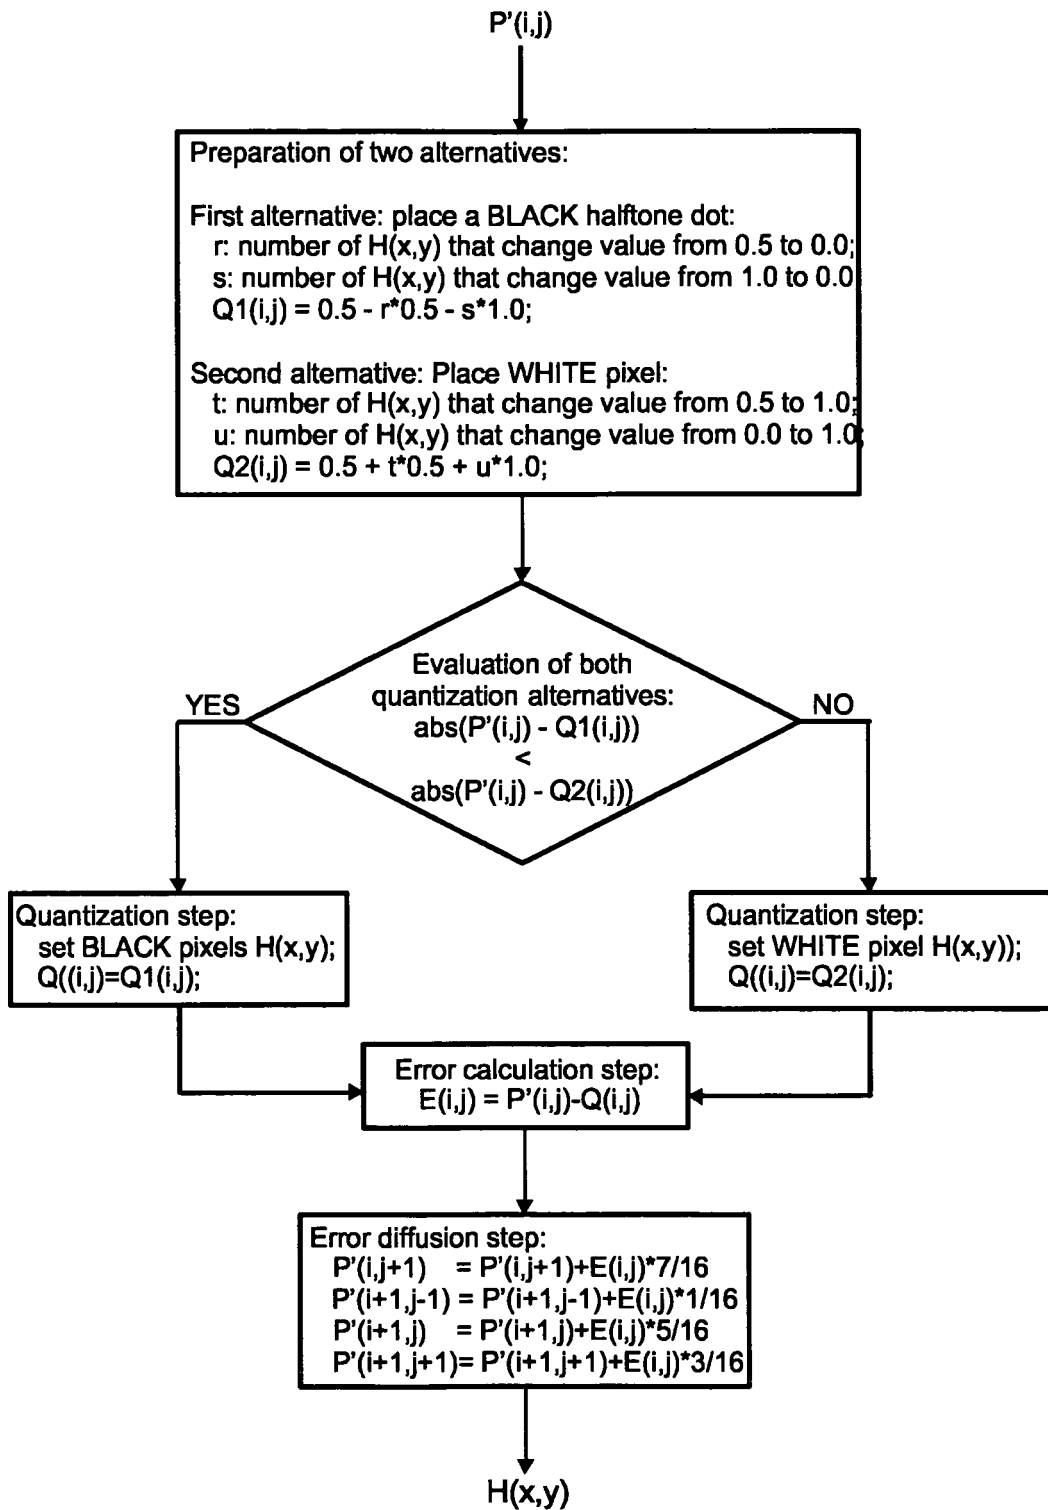 P'(i,j)
Preparation of two alternatives:
First alternative: place a BLACK halftone dot:
r: number of H(x,y) that change value from 0.5 to 0.0;
s: number of H(x,y) that change value from 1.0 to 0.0
Q1(i,j) = 0.5 - r*0.5 - s*1.0;
Second alternative: Place WHITE pixel:
t: number of H(x,y) that change value from 0.5 to 1.0;
u: number of H(x,y) that change value from 0.0 to 1.0;
Q2(i,j) = 0.5 + t*0.5 + u*1.0;
Evaluation of both
quantization alternatives:
abs(P'(i,j) - Q1(i,j))
<
abs(P'(i,j) - Q2(i,j))
YES
NO
Quantization step:
set BLACK pixels H(x,y);
Q((i,j)=Q1(i,j);
Quantization step:
set WHITE pixel H(x,y));
Q((i,j)=Q2(i,j);
Error calculation step:
E(i,j) = P'(i,j)-Q(i,j)
Error diffusion step:
P'(i,j+1) = P'(i,j+1)+E(i,j)*7/16
P'(i+1,j-1) = P'(i+1,j-1)+E(i,j)*1/16
P'(i+1,j) = P'(i+1,j)+E(i,j)*5/16
P'(i+1,j+1)= P'(i+1,j+1)+E(i,j)*3/16
H(x,y)